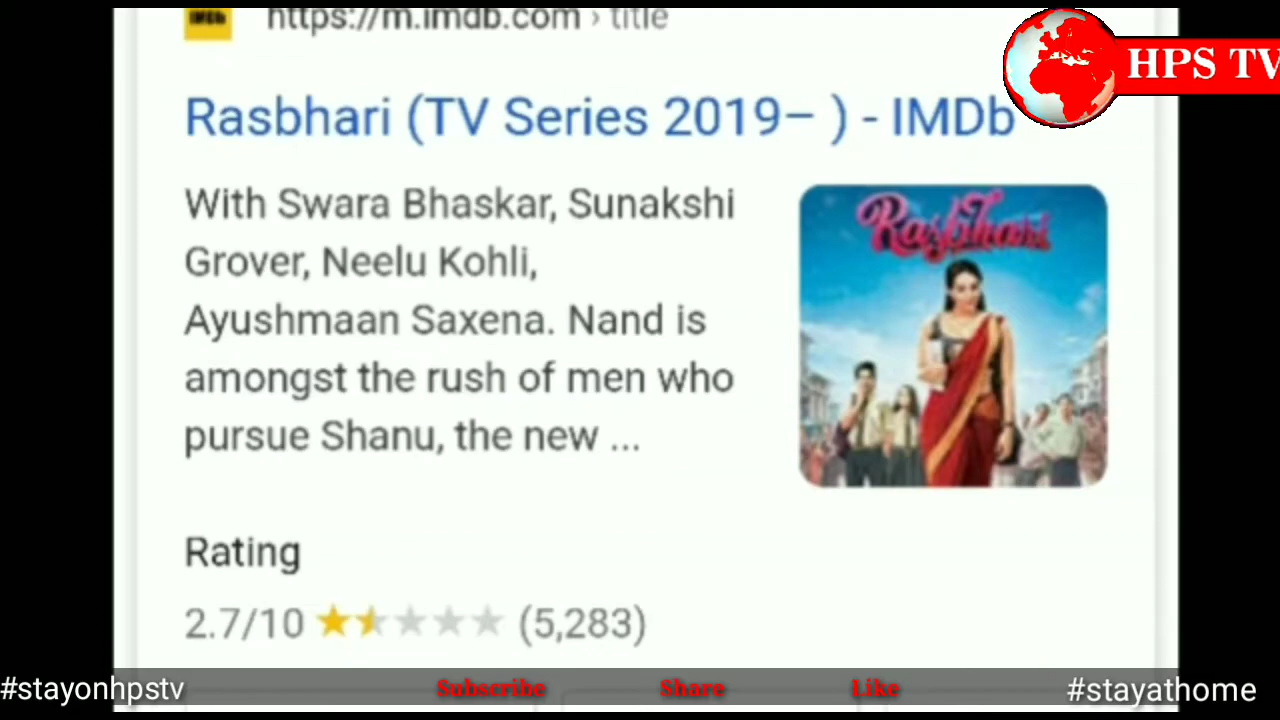 IMDb
https://m.imdb.com › title
HPS TV
Rasbhari (TV Series 2019– ) - IMDb
With Swara Bhaskar, Sunakshi
Grover, Neelu Kohli,
Ayushmaan Saxena. Nand is
amongst the rush of men who
pursue Shanu, the new ...
Rasbhari
Rating
2.7/10
(5,283)
#stayonhpstv
Subscribe
Share
Like
#stayathome